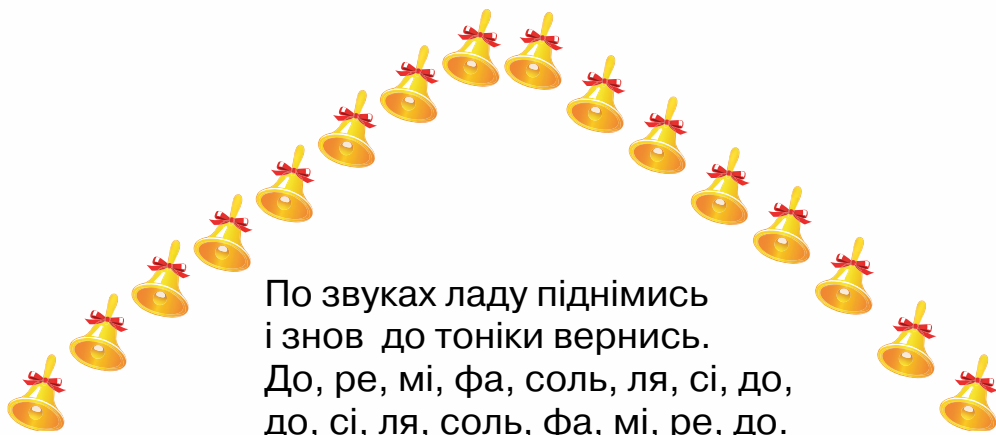 По звуках ладу піднімись
і знов до тоніки вернись.
До, ре, мі, фа, соль, ля, сі, до,
до, сі, ля, соль, фа, мі, ре, до.